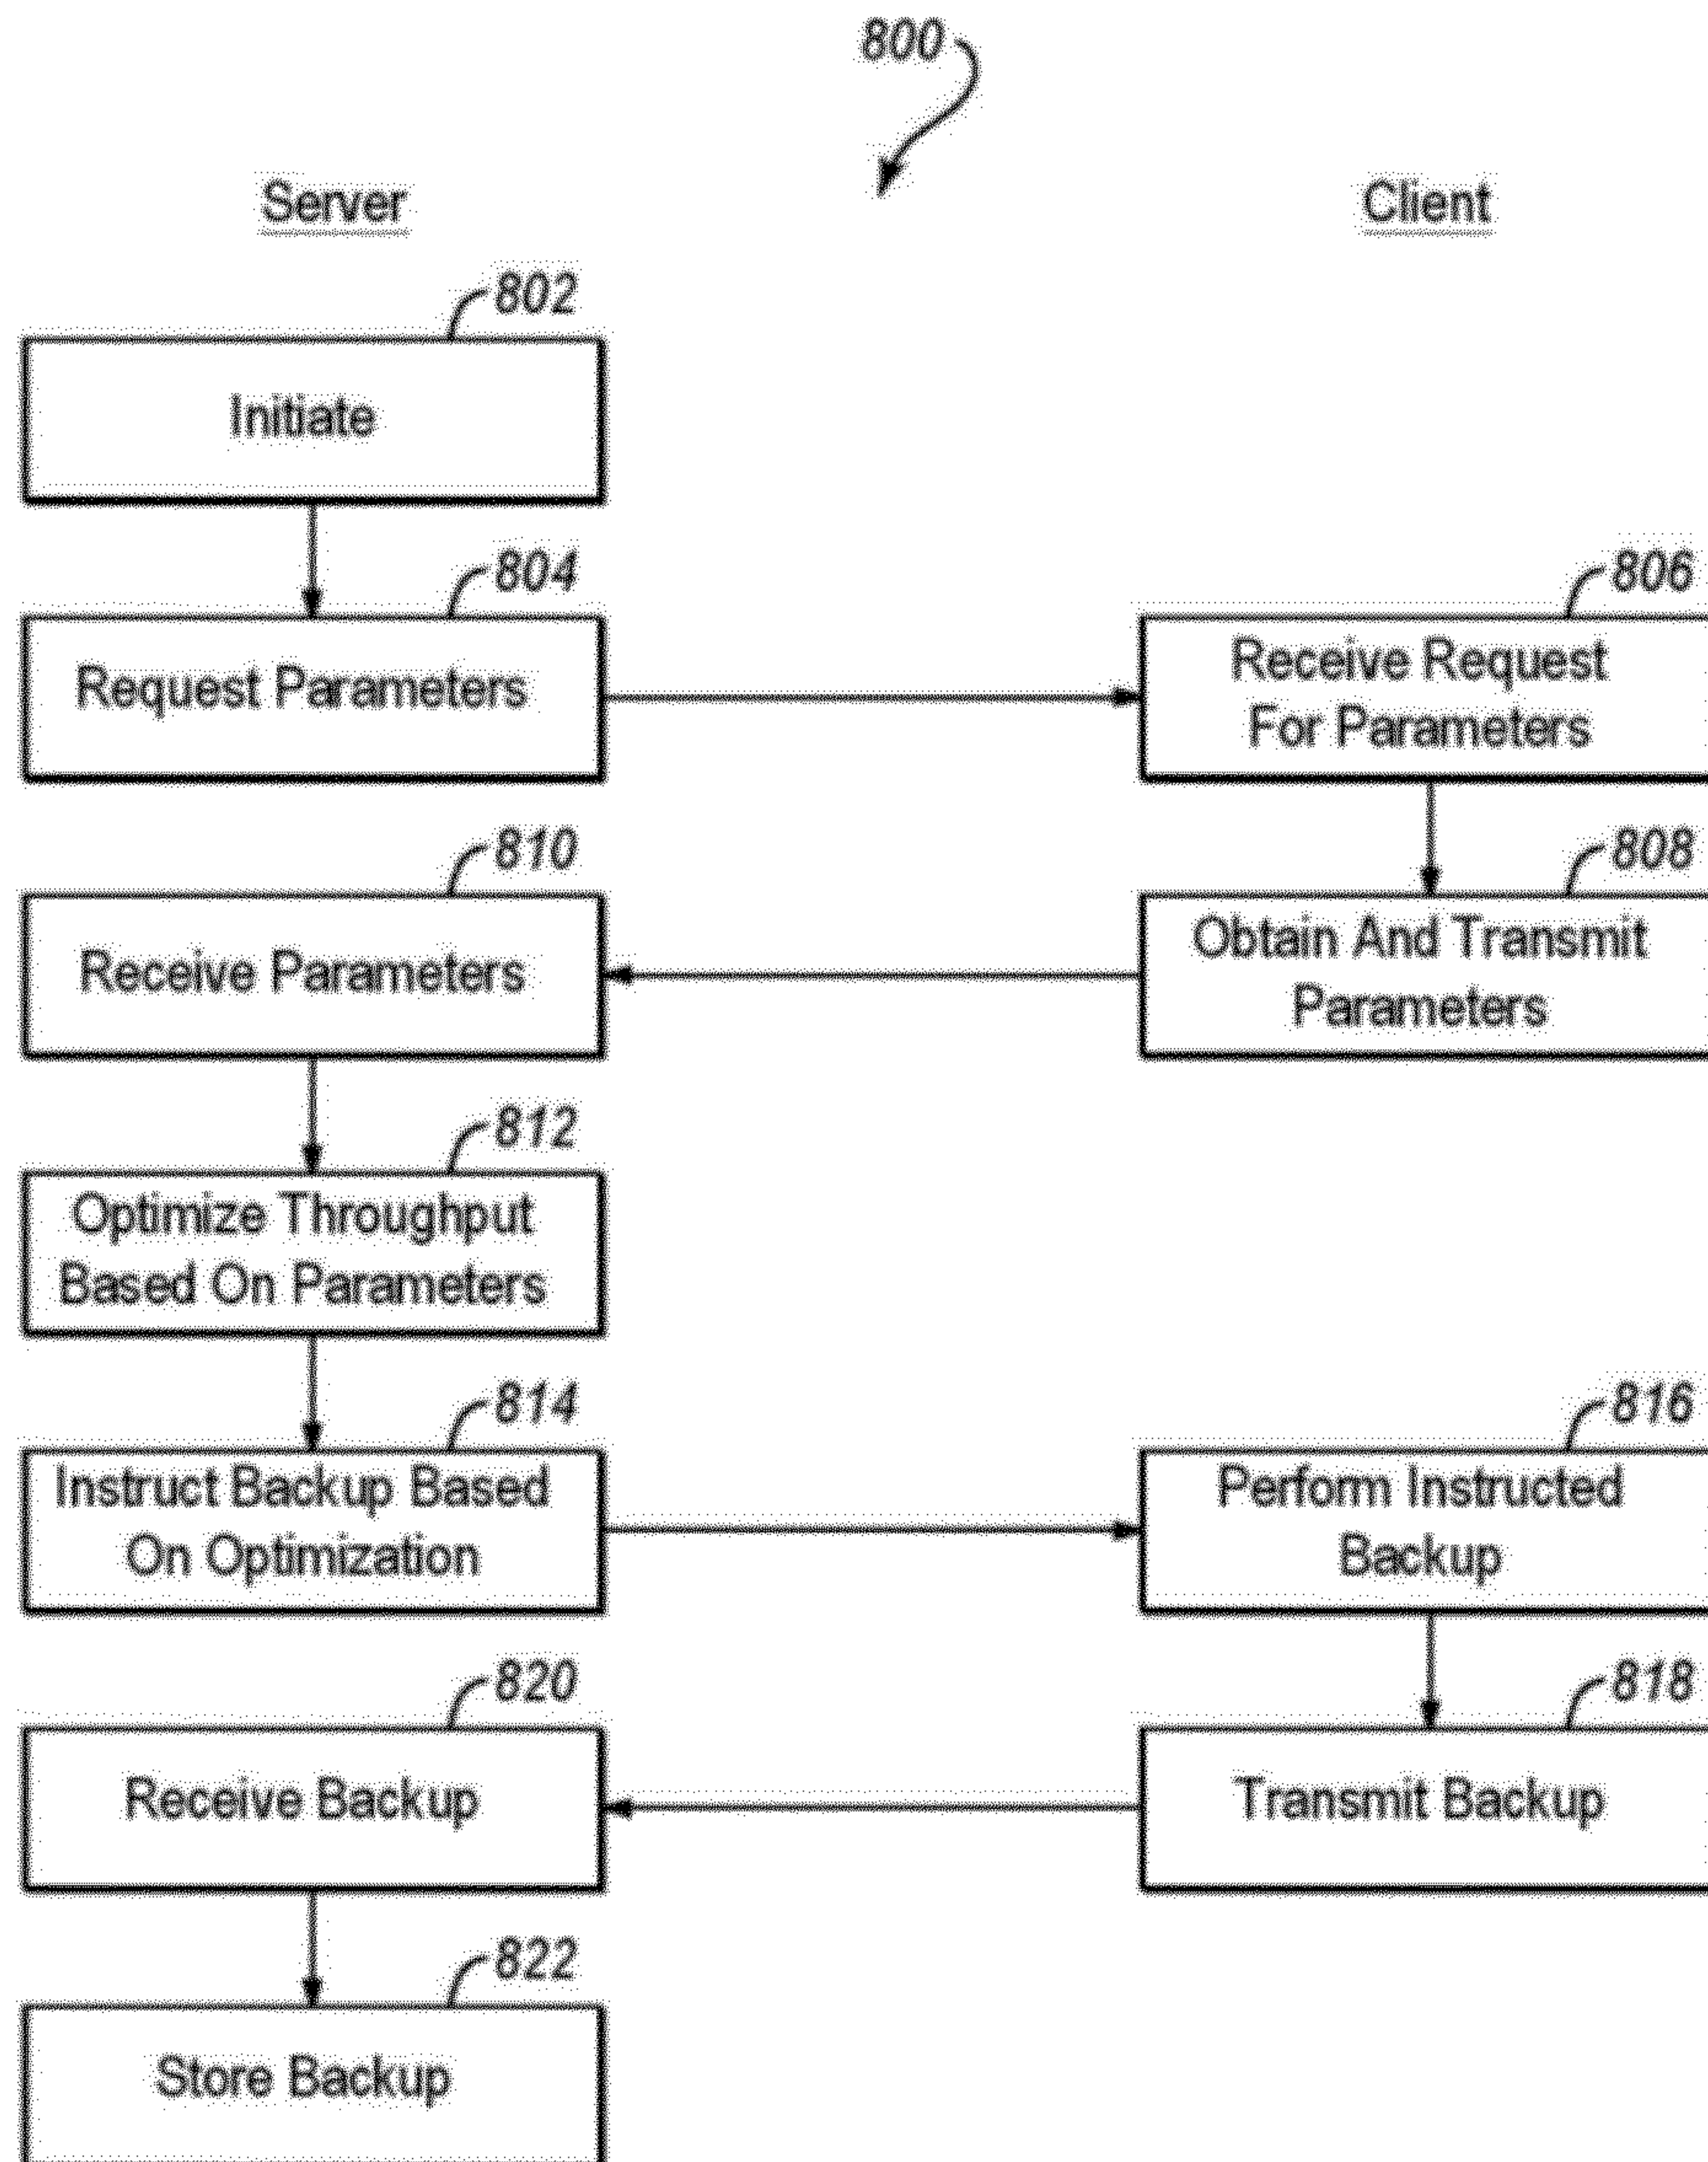 800
Server
Client
802
Initiate
804
Request Parameters
806
Receive Request
For Parameters
808
Obtain And Transmit
Parameters
810
Receive Parameters
812
Optimize Throughput
Based On Parameters
814
Instruct Backup Based
On Optimization
816
Perform Instructed
Backup
818
Transmit Backup
820
Receive Backup
822
Store Backup